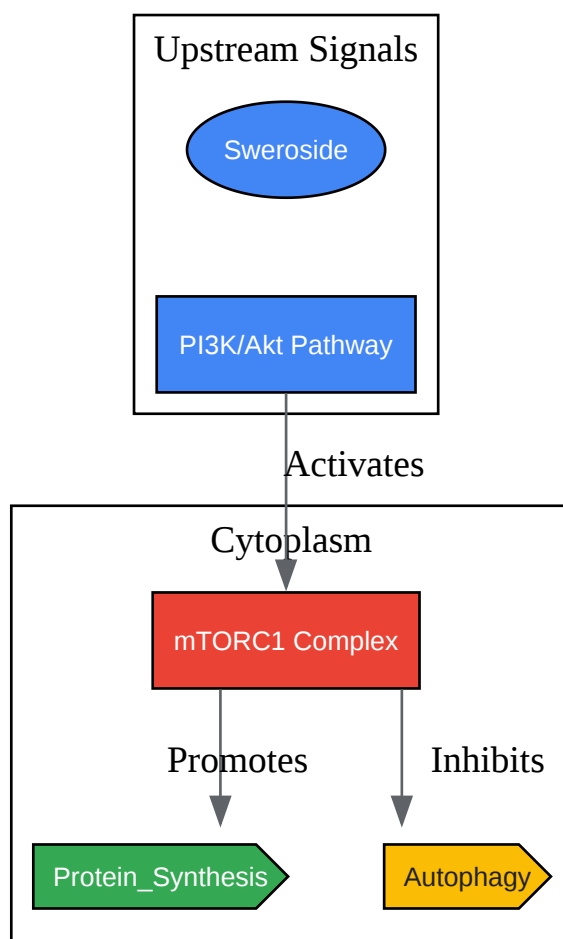 Upstream Signals
Sweroside
PI3K/Akt Pathway
Activates
Cytoplasm
mTORC1 Complex
Promotes
Inhibits
Protein_Synthesis
Autophagy